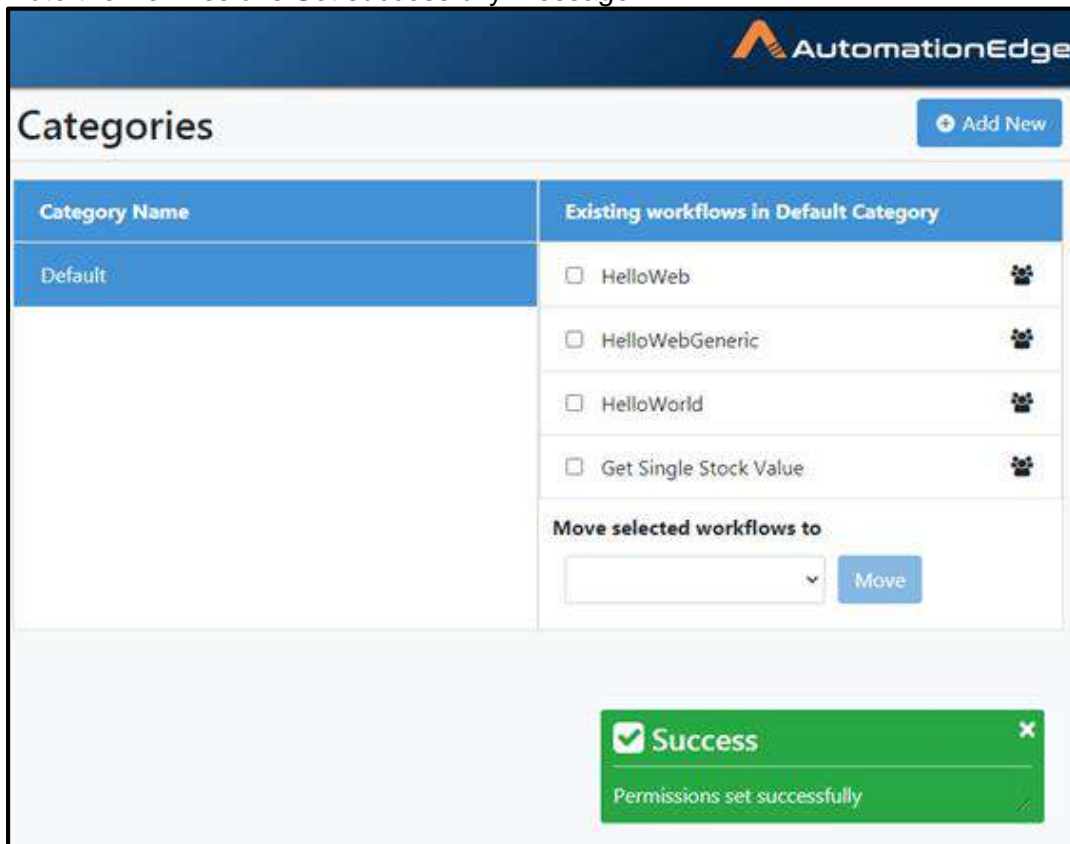 AutomationEdge
Categories
Add New
Category Name
Existing workflows in Default Category
Default
HelloWeb
HelloWebGeneric
HelloWorld
Get Single Stock Value
Move selected workflows to
Move
Success
Permissions set successfully